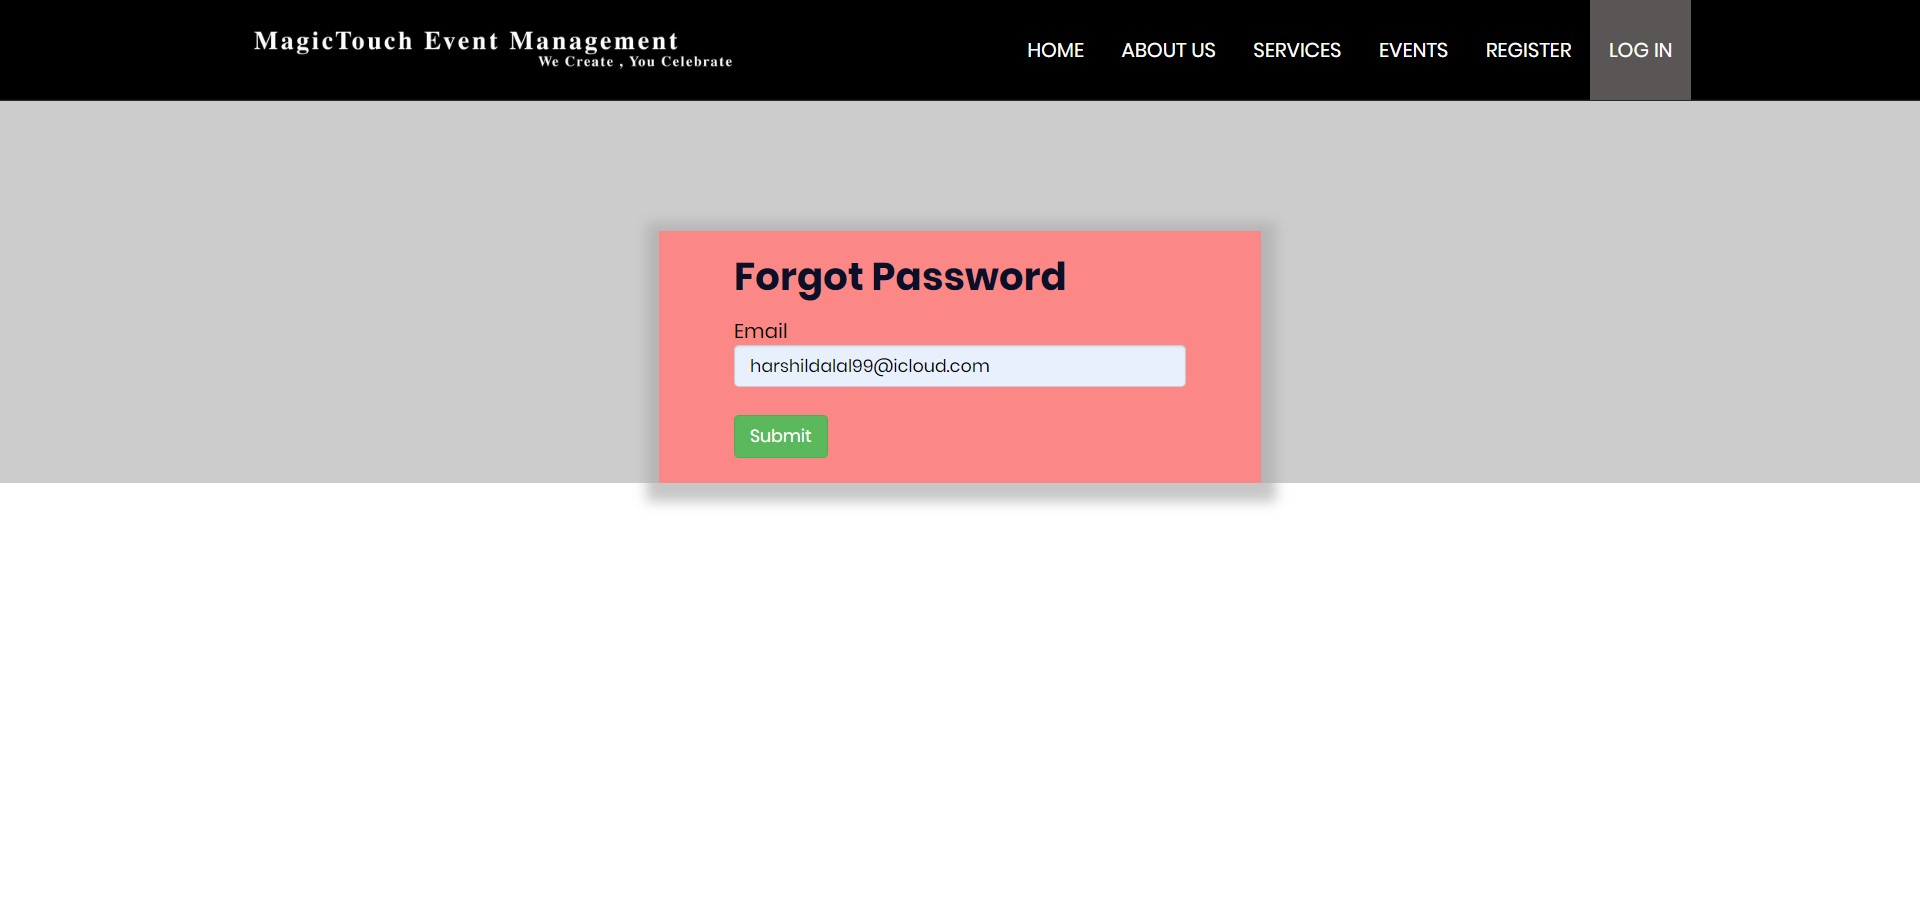 MagicTouch Event Management
We Create , You Celebrate
HOME ABOUT US SERVICES EVENTS REGISTER LOG IN
Forgot Password
Email
harshildalal99@icloud.com
Submit